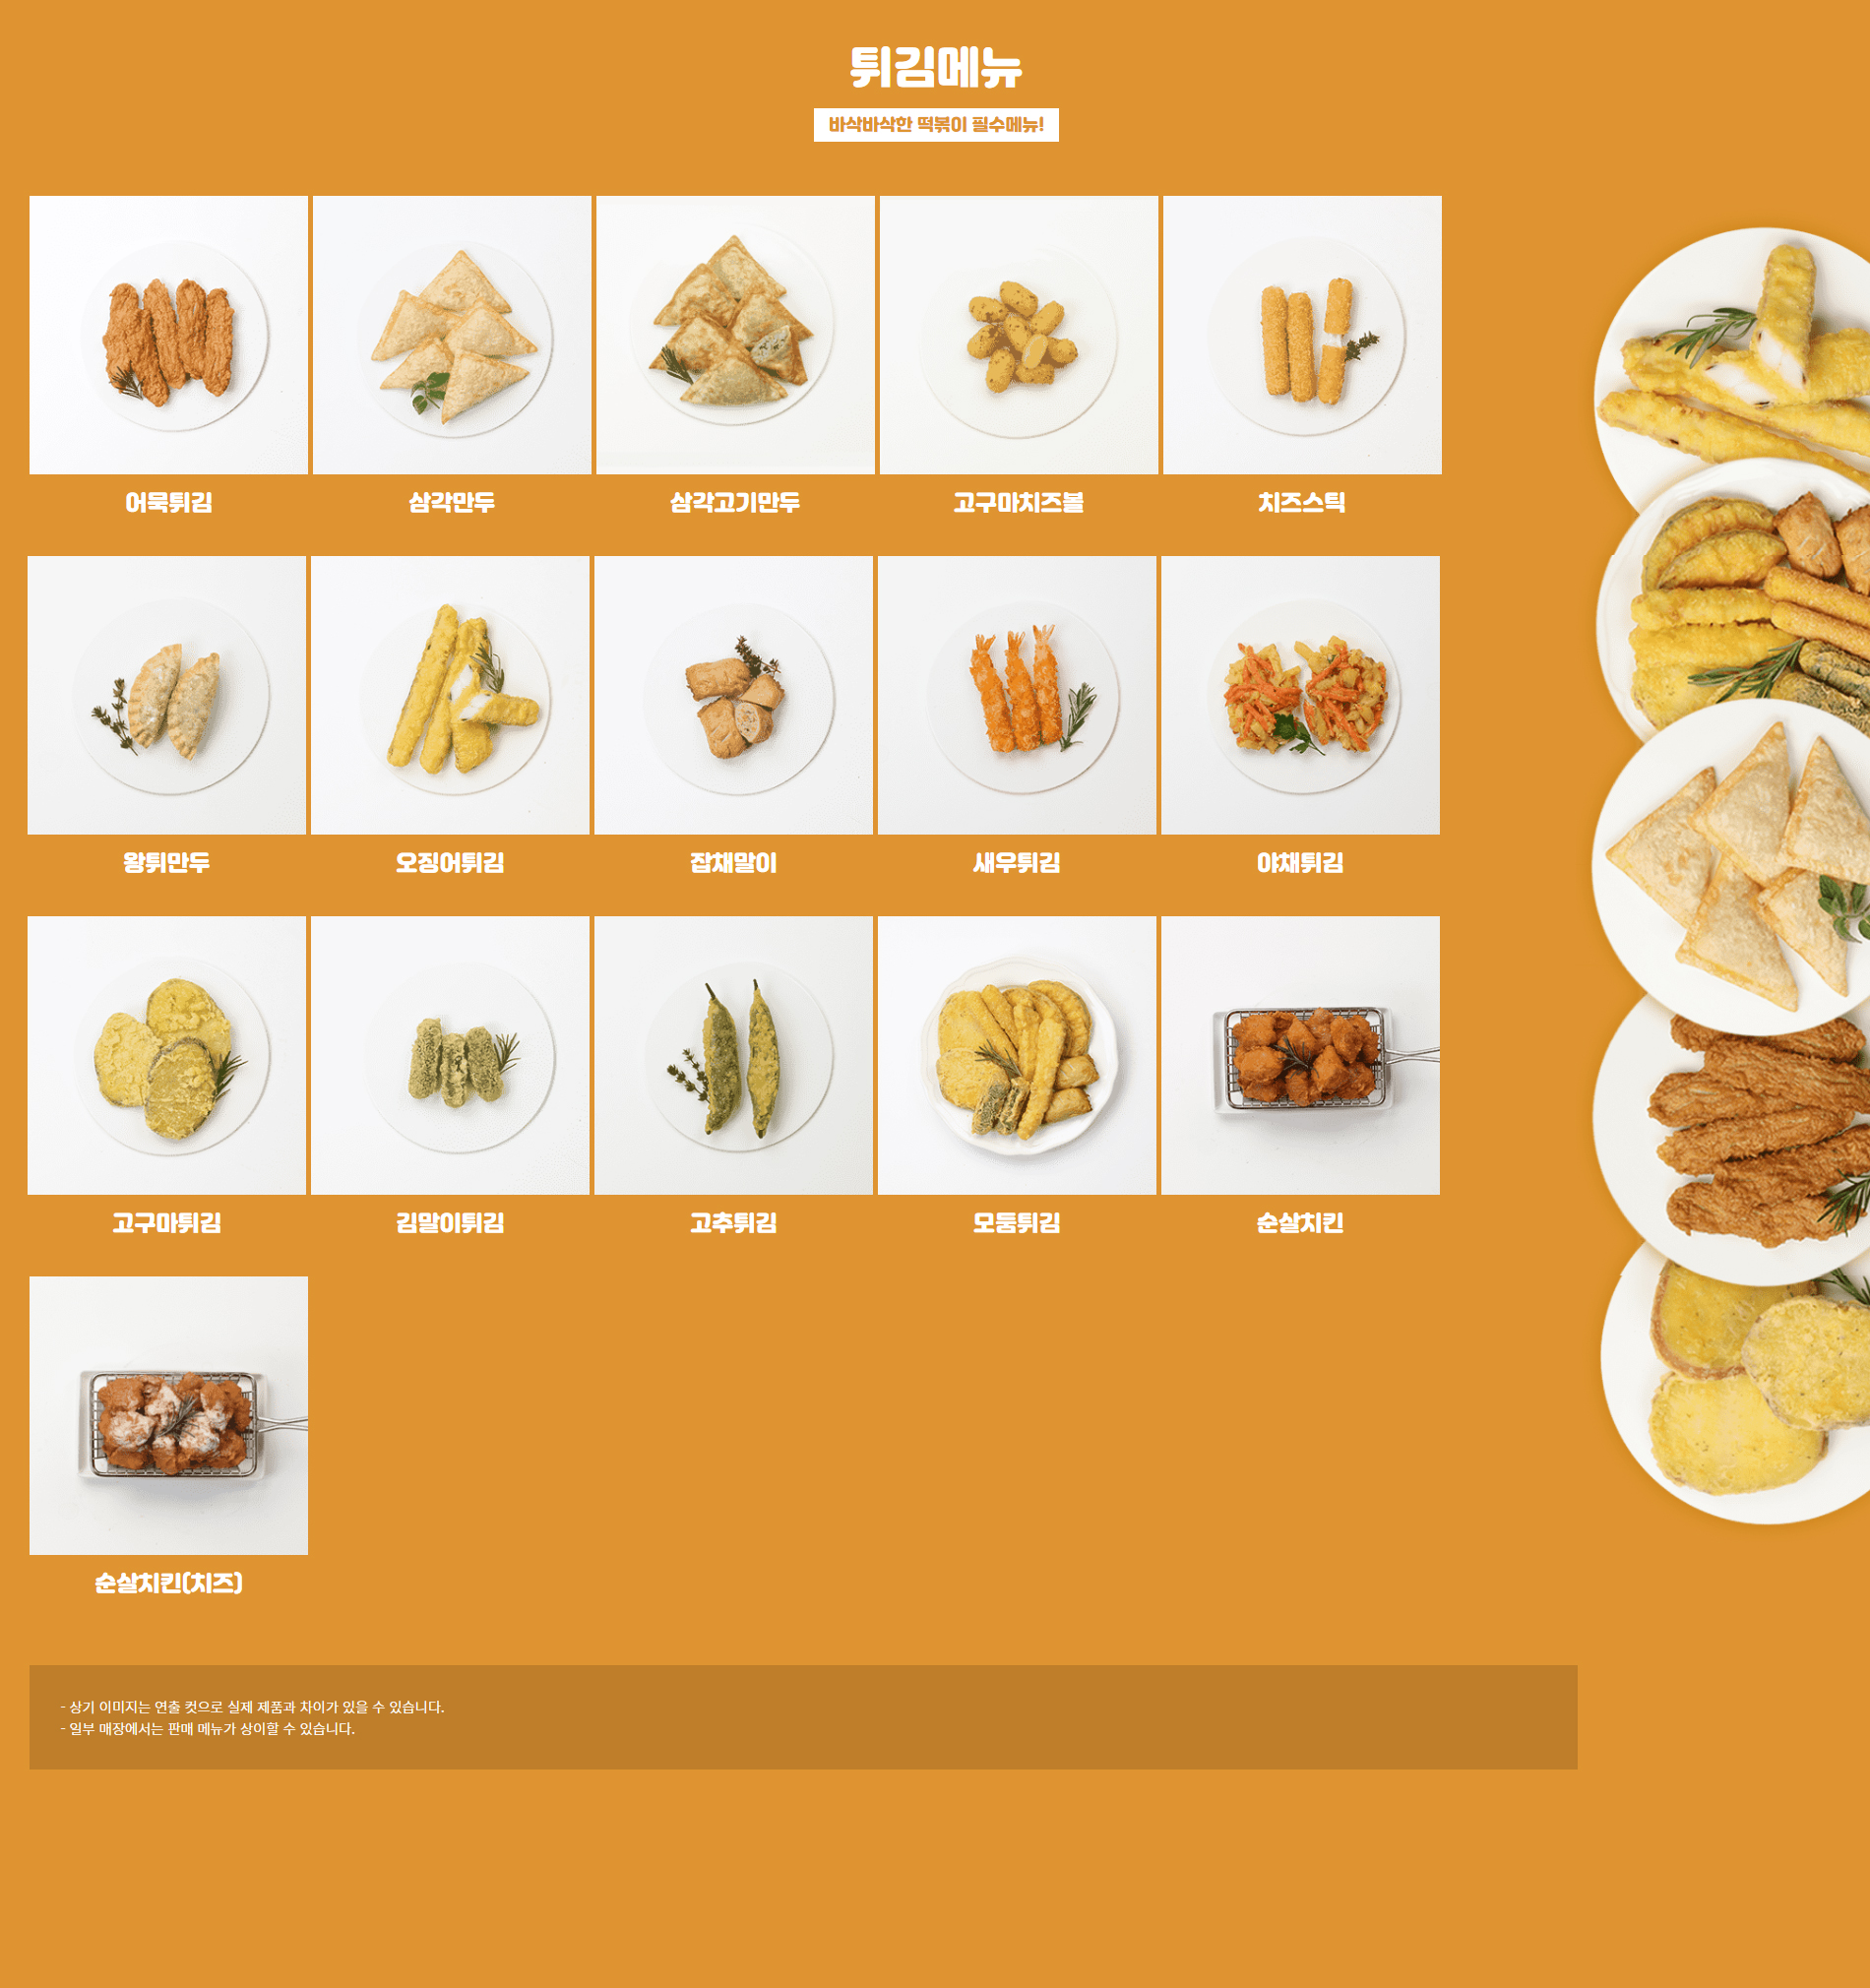 튀김메뉴
바삭바삭한 떡볶이 필수메뉴!
어묵튀김
삼각만두
삼각고기만두
고구마치즈볼
치즈스틱
왕튀만두
오징어튀김
잡채말이
새우튀김
야채튀김
고구마튀김
김말이튀김
고추튀김
모둠튀김
순살치킨
순살치킨(치즈)
- 상기 이미지는 연출 컷으로 실제 제품과 차이가 있을 수 있습니다.
- 일부 매장에서는 판매 메뉴가 상이할 수 있습니다.